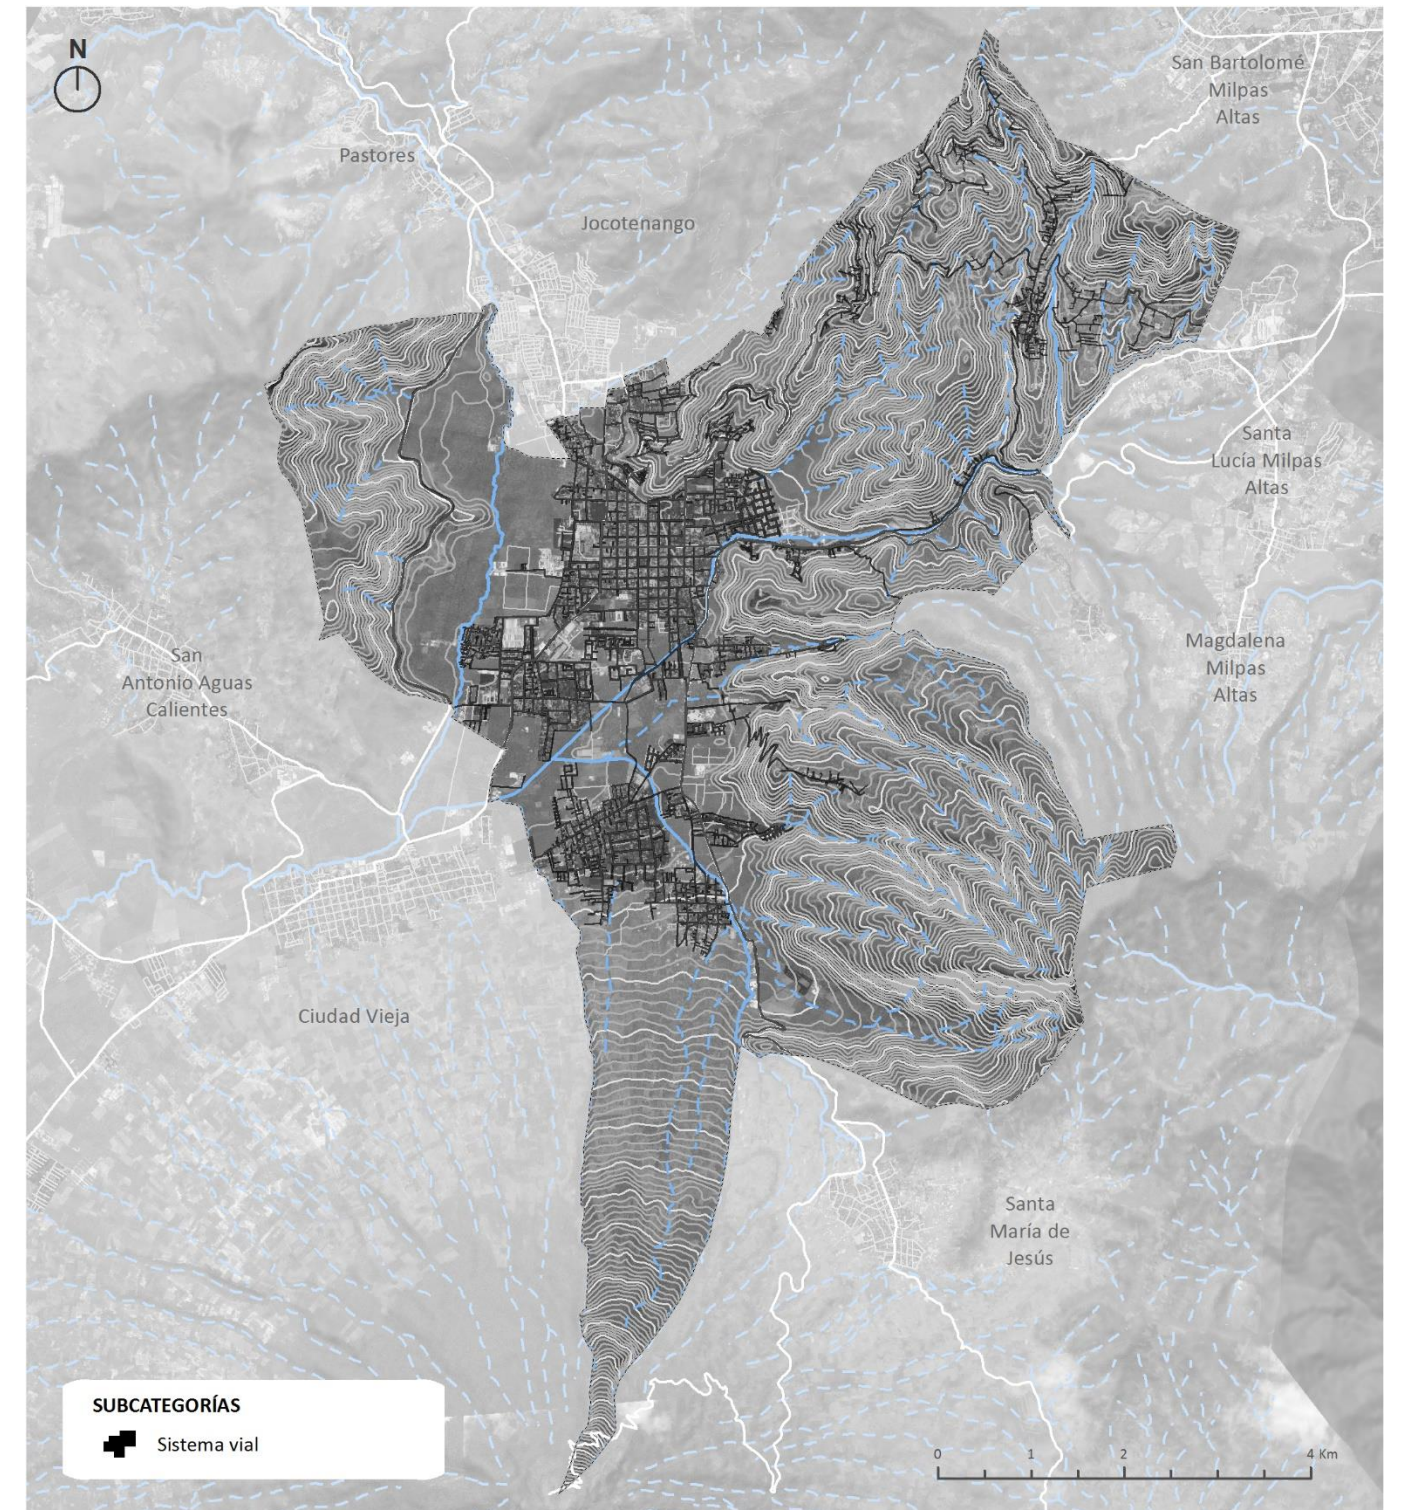 N
San Bartolomé
Milpas
Altas
Pastores
Jocotenango
Santa
Lucía Milpas
Altas
San
Antonio Aguas
Calientes
Magdalena
Milpas
Altas
Ciudad Vieja
Santa
María de
Jesús
SUBCATEGORÍAS
Sistema vial
0 1 2 4 Km